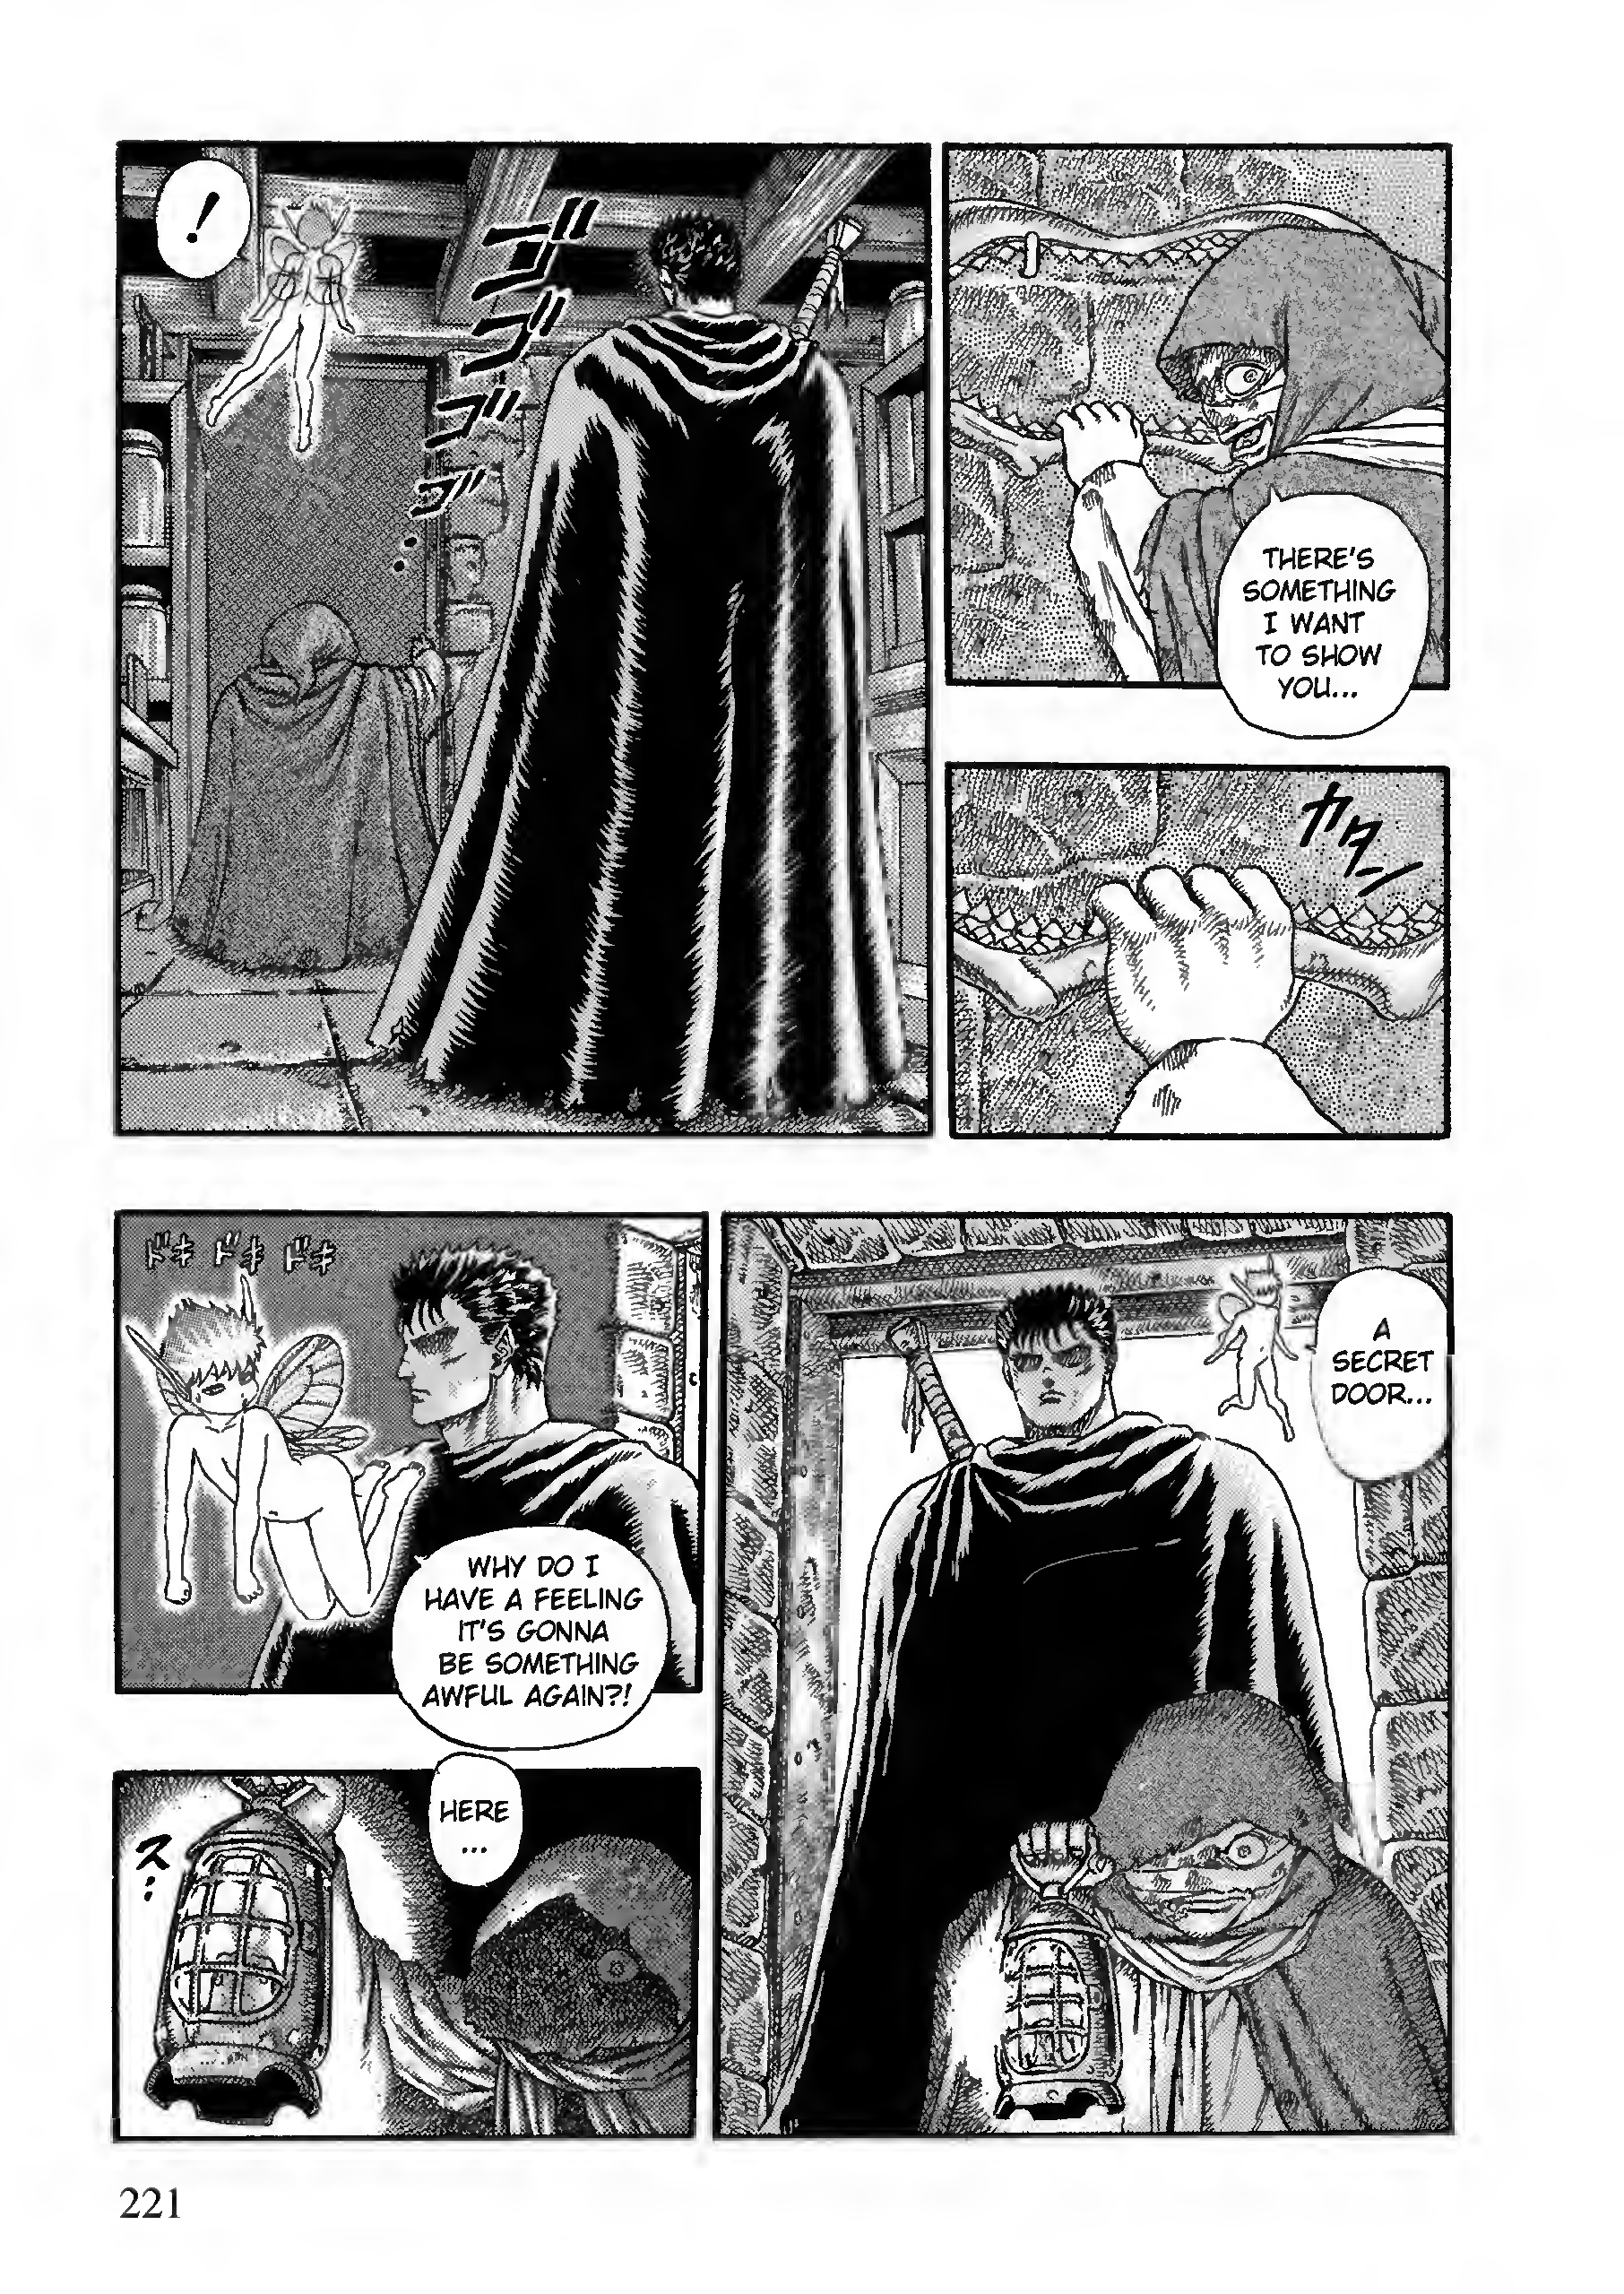 THERE'S
SOMETHING
I WANT
TO SHOW
YOU...
カタン
!
ゴゴゴゴ...
A
SECRET
DOOR...
ドキ ドキ ドキ
WHY DO I
HAVE A FEELING
IT'S GONNA
BE SOMETHING
AWFUL AGAIN?!
HERE
...
ス...
221